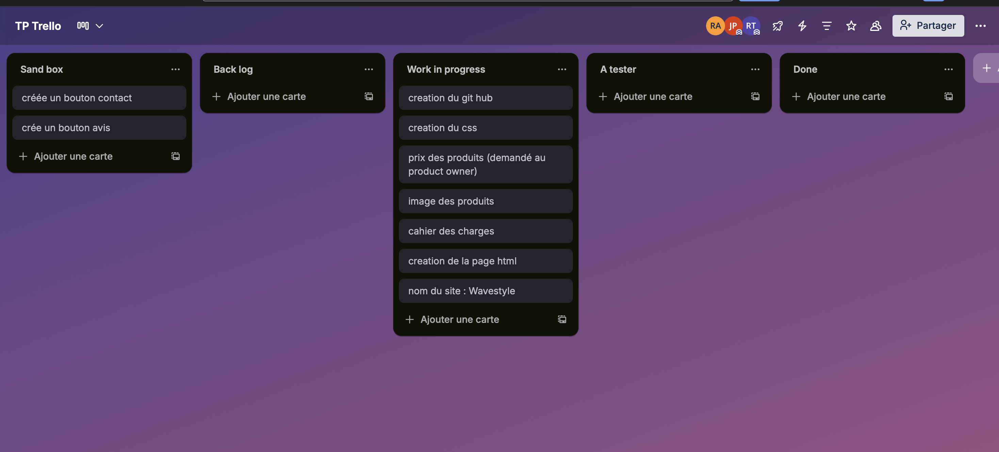 TP Trello
RA JP RT
Partager
Sand box
créée un bouton contact
crée un bouton avis
Ajouter une carte
Back log
Ajouter une carte
Work in progress
creation du git hub
creation du css
prix des produits (demandé au
product owner)
image des produits
cahier des charges
creation de la page html
nom du site : Wavestyle
Ajouter une carte
A tester
Ajouter une carte
Done
Ajouter une carte